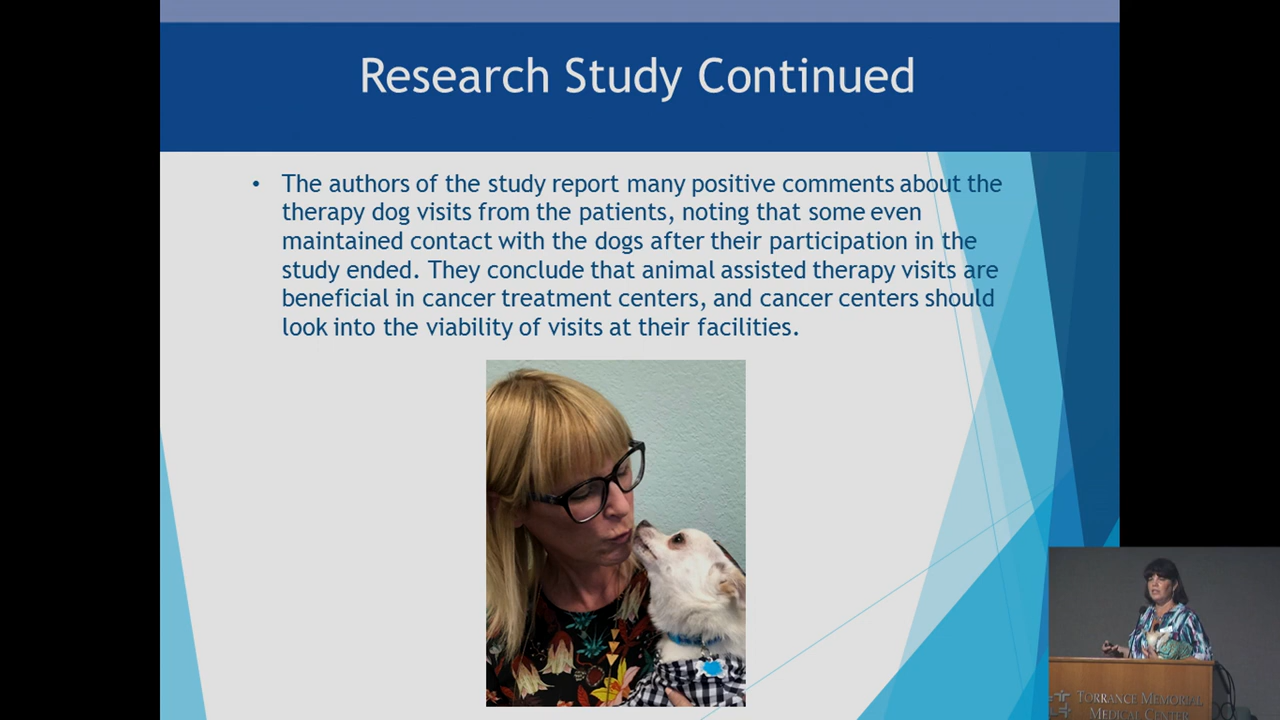 Research Study Continued
• The authors of the study report many positive comments about the
therapy dog visits from the patients, noting that some even
maintained contact with the dogs after their participation in the
study ended. They conclude that animal assisted therapy visits are
beneficial in cancer treatment centers, and cancer centers should
look into the viability of visits at their facilities.
TORRANCE MEMORIAL
MEDICAL CENTER